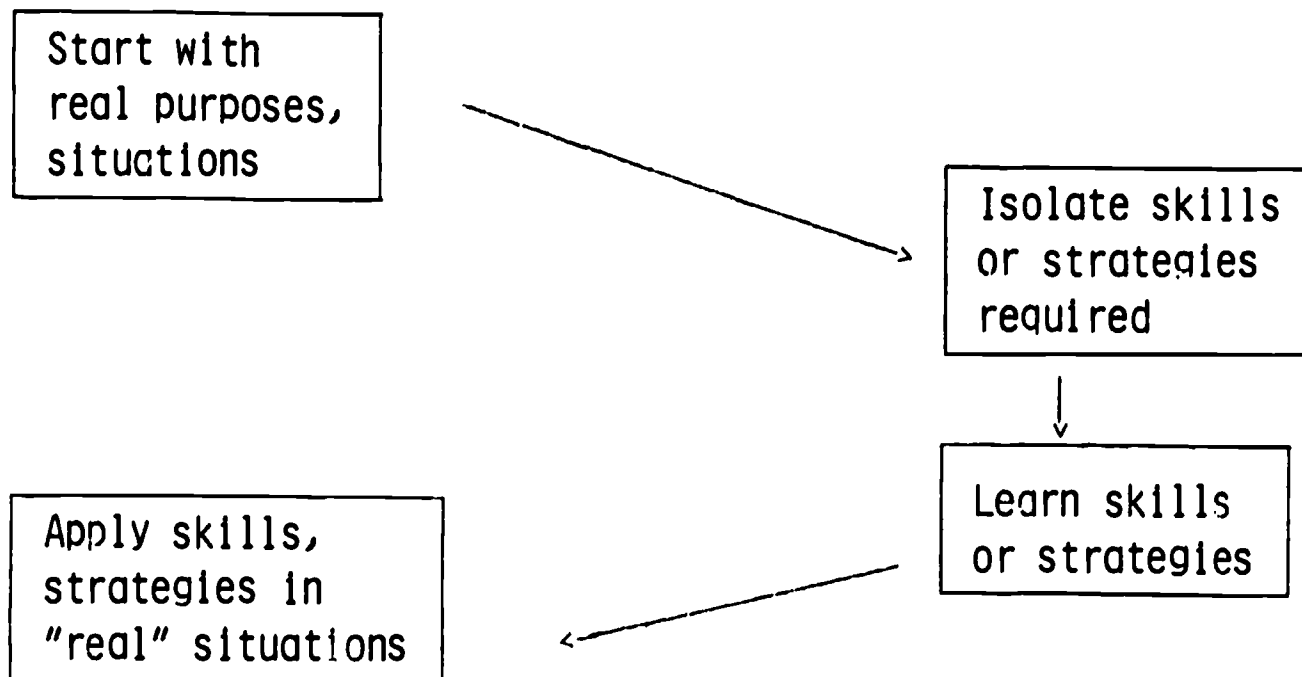 Start with
real purposes,
situations
Isolate skills
or strategies
required
Learn skills
or strategies
Apply skills,
strategies in
"real" situations